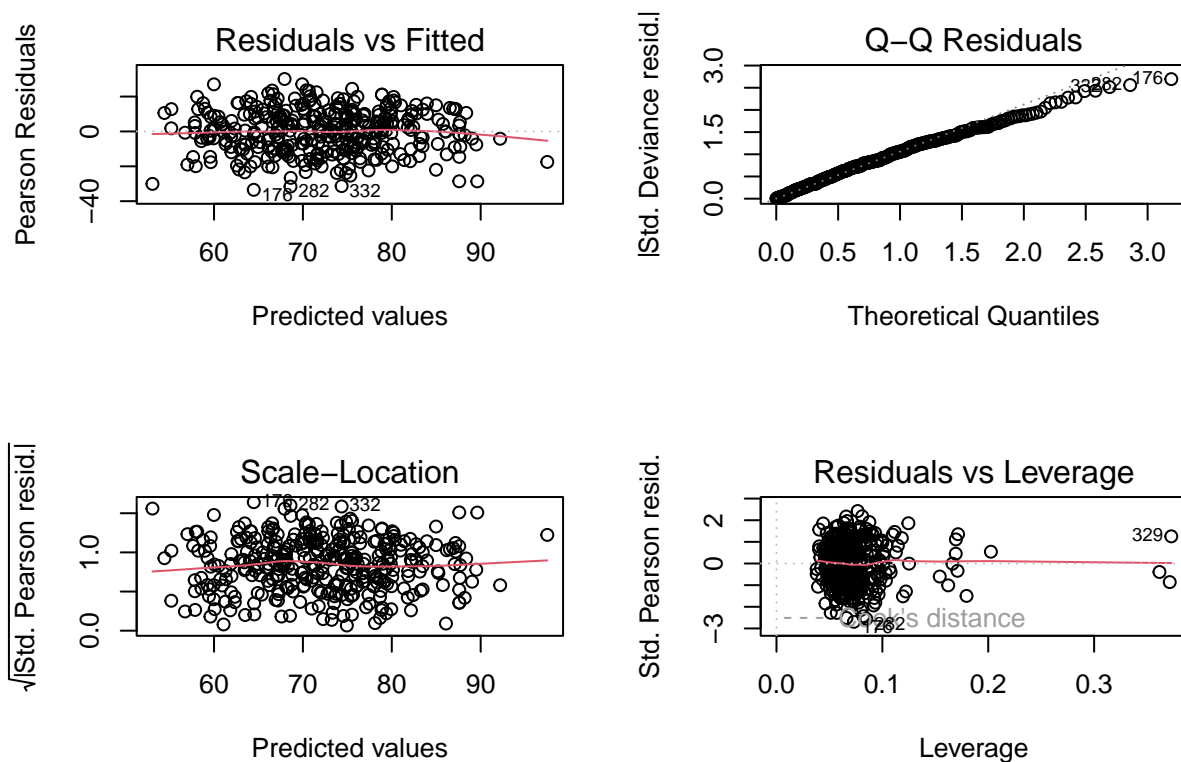 Residuals vs Fitted
Pearson Residuals
0
−40
176
282
332
60 70 80 90
Predicted values
Q−Q Residuals
|Std. Deviance resid.|
3.0
1.5
0.0
332
282
176
0.0 0.5 1.0 1.5 2.0 2.5 3.0
Theoretical Quantiles
Scale−Location
√|Std. Pearson resid.|
1.0
0.0
176
282
332
60 70 80 90
Predicted values
Residuals vs Leverage
Std. Pearson resid.
2
0
−3
329
Cook's distance
176
282
0.0 0.1 0.2 0.3
Leverage